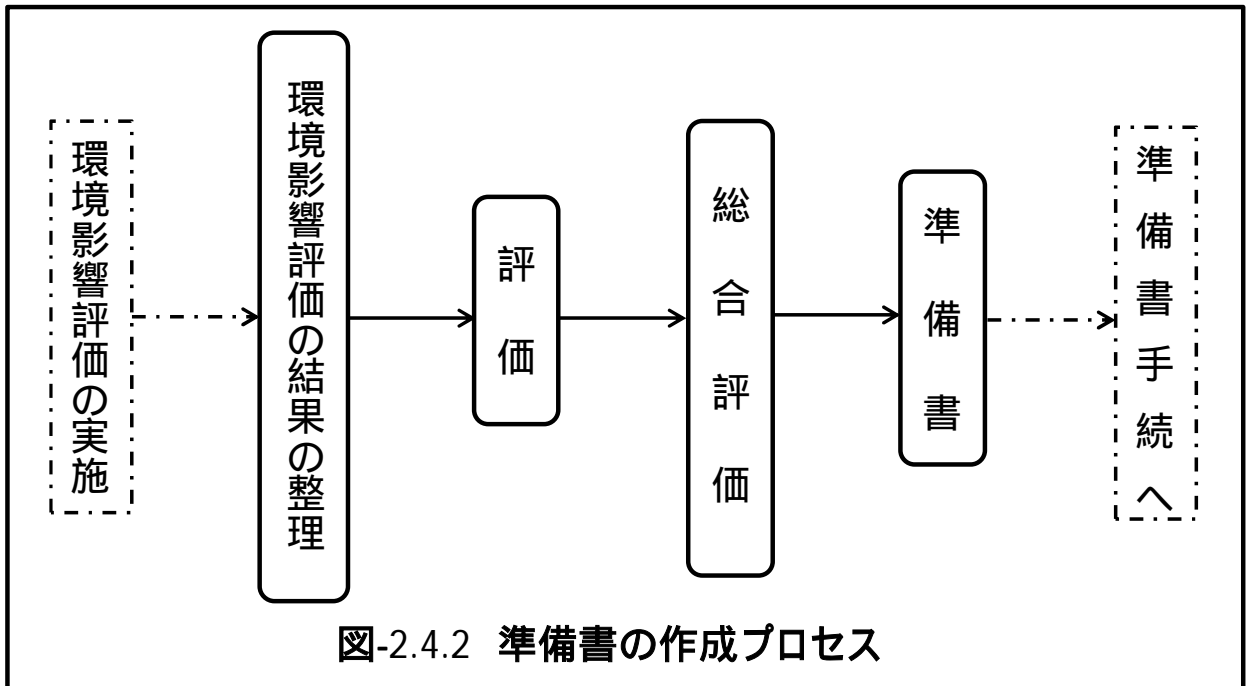 環境影響評価の実施
環境影響評価の結果の整理
評価
総合評価
準備書
準備書手続へ
図-2.4.2 準備書の作成プロセス